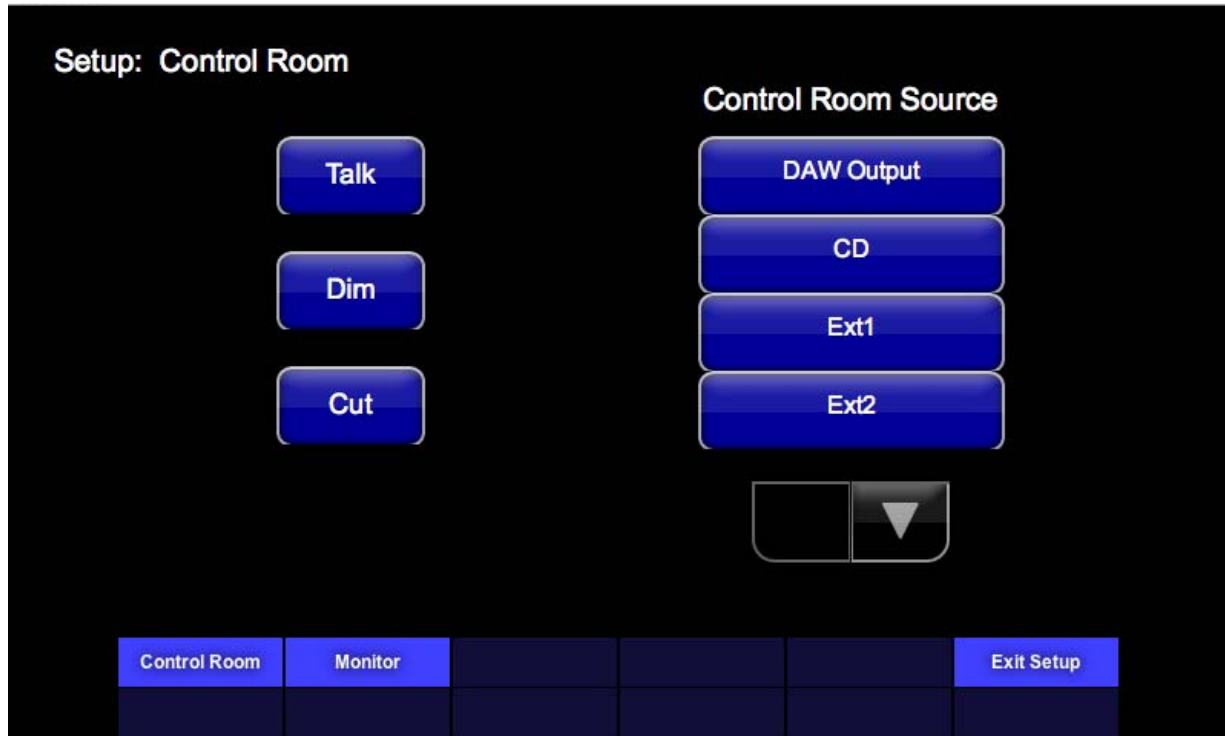 Setup: Control Room
Control Room Source
Talk
Dim
Cut
DAW Output
CD
Ext1
Ext2
Control Room
Monitor
Exit Setup